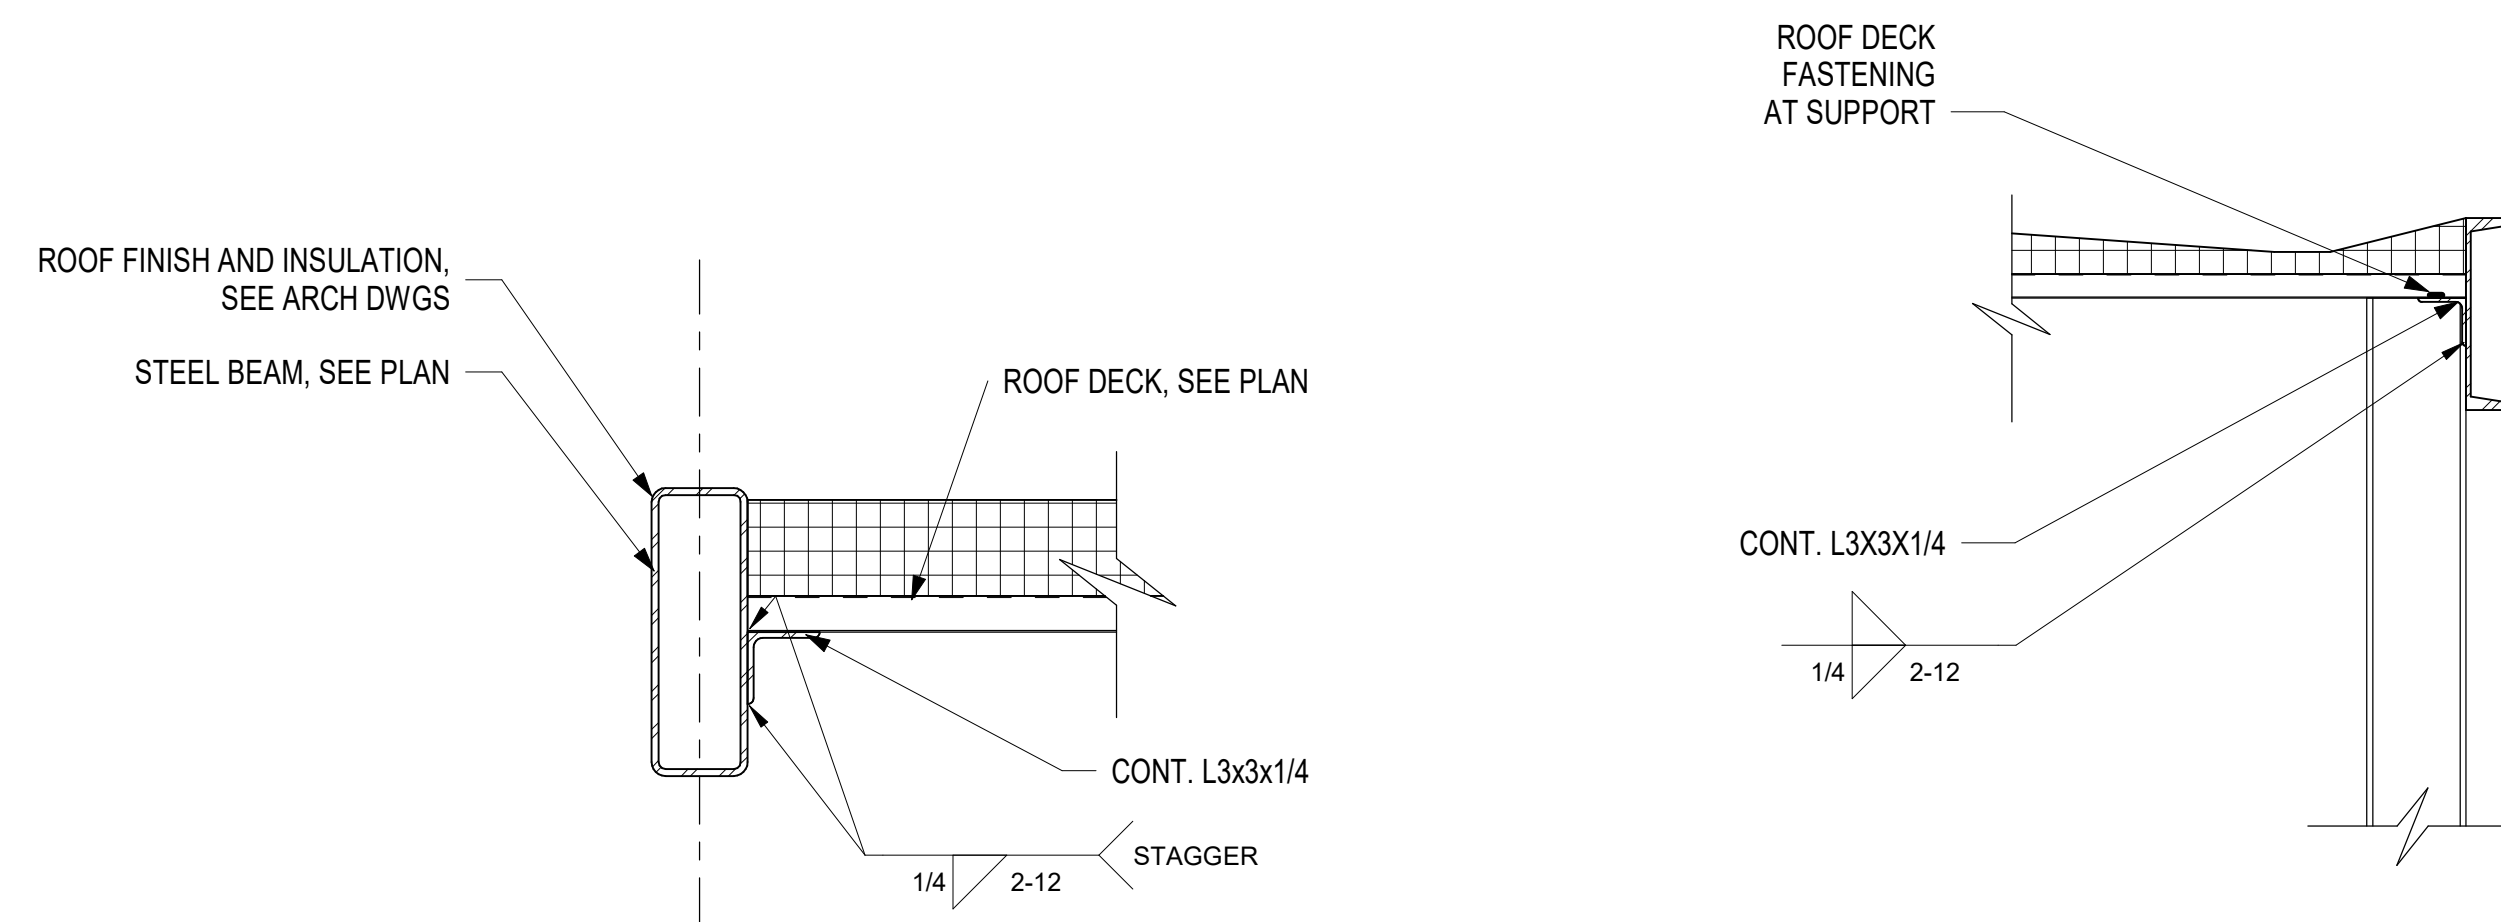 ROOF FINISH AND INSULATION,
SEE ARCH DWGS
STEEL BEAM, SEE PLAN
ROOF DECK, SEE PLAN
CONT. L3x3x1/4
STAGGER
1/4 2-12
ROOF DECK
FASTENING
AT SUPPORT
CONT. L3X3X1/4
1/4 2-12